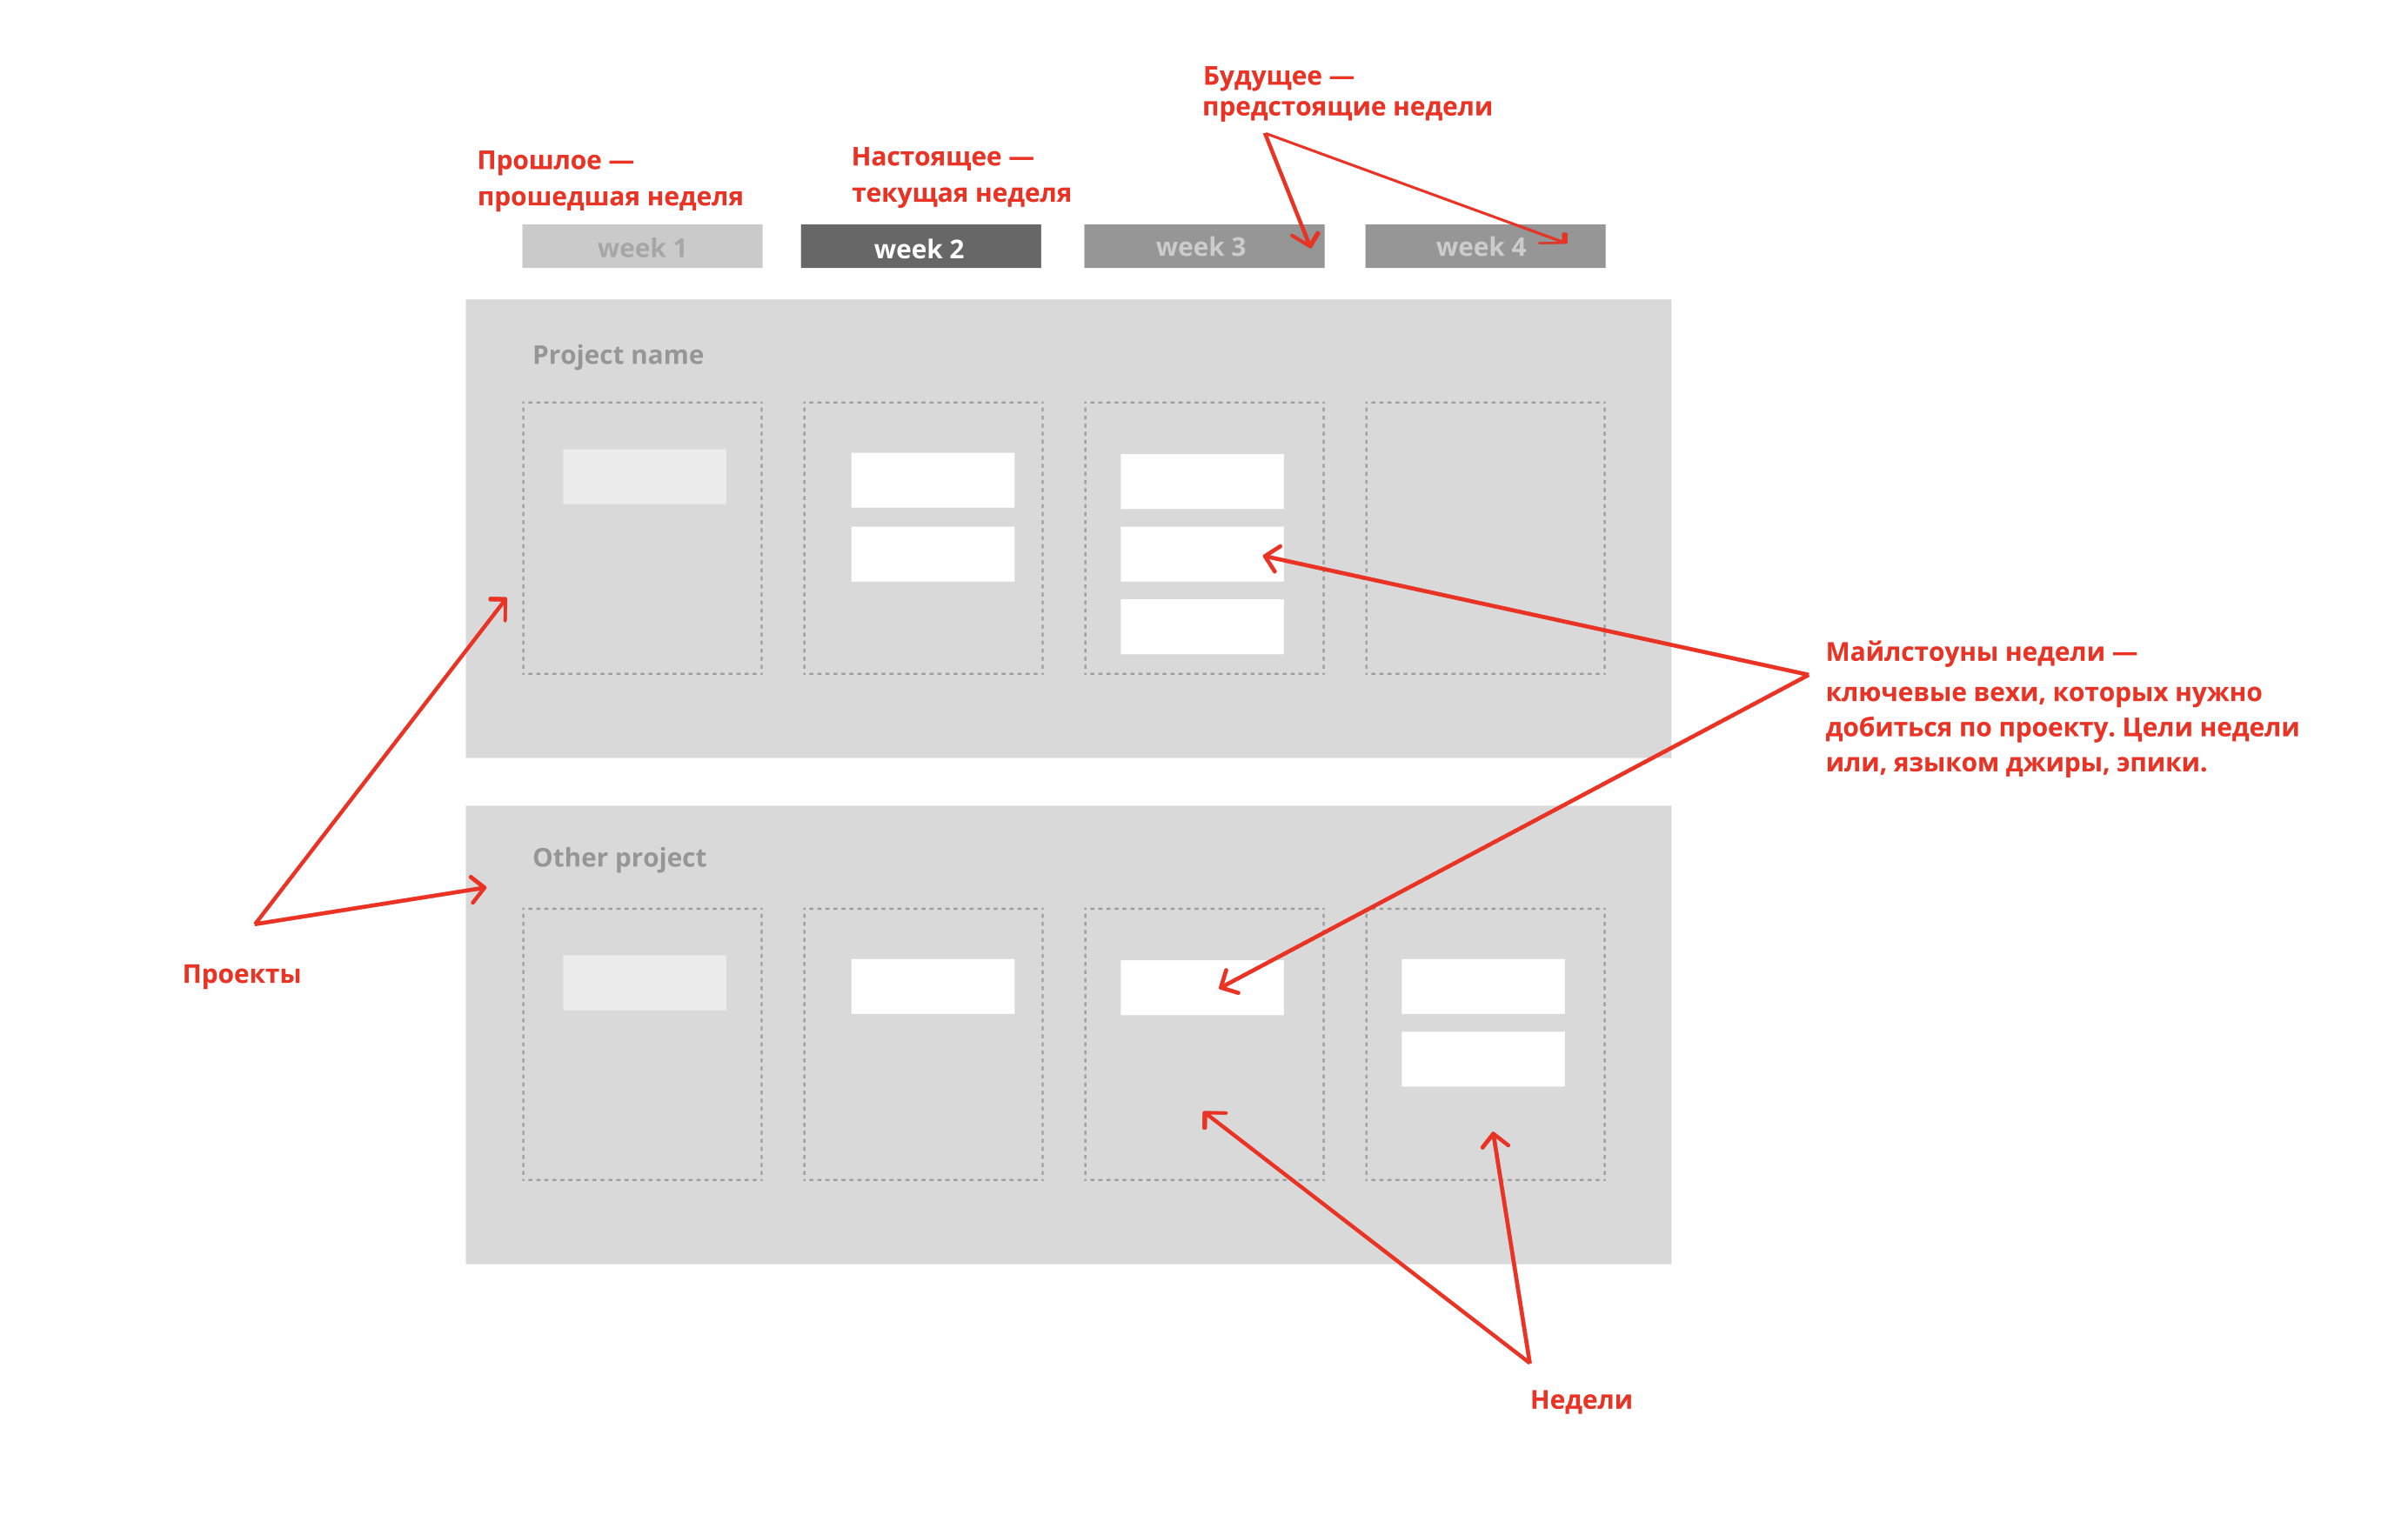 Будущее —
предстоящие недели
Прошлое —
прошедшая неделя
Настоящее —
текущая неделя
week 1
week 2
week 3
week 4
Project name
Майлстоуны недели —
ключевые вехи, которых нужно
добиться по проекту. Цели недели
или, языком джиры, эпики.
Other project
Проекты
Недели